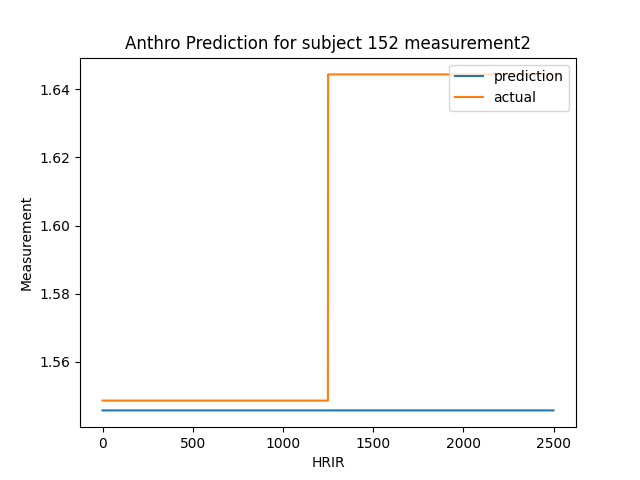 Anthro Prediction for subject 152 measurement2
prediction
actual
1.64
1.62
1.60
1.58
1.56
Measurement
0
500
1000
1500
2000
2500
HRIR